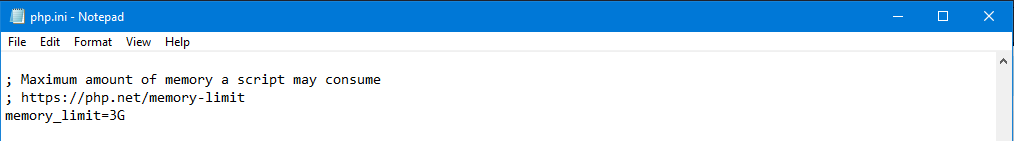 php.ini - Notepad
File Edit Format View Help
; Maximum amount of memory a script may consume
; https://php.net/memory-limit
memory_limit=3G